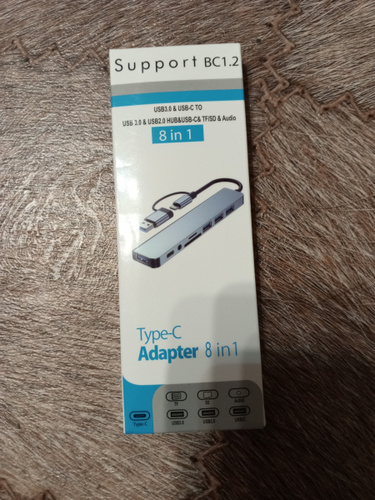 Support BC1.2
USB3.0 & USB-C TO
USB 3.0 & USB2.0 HUB&USB-C& TF/SD & Audio
8 in 1
Type-C
Adapter 8 in 1
Type-C